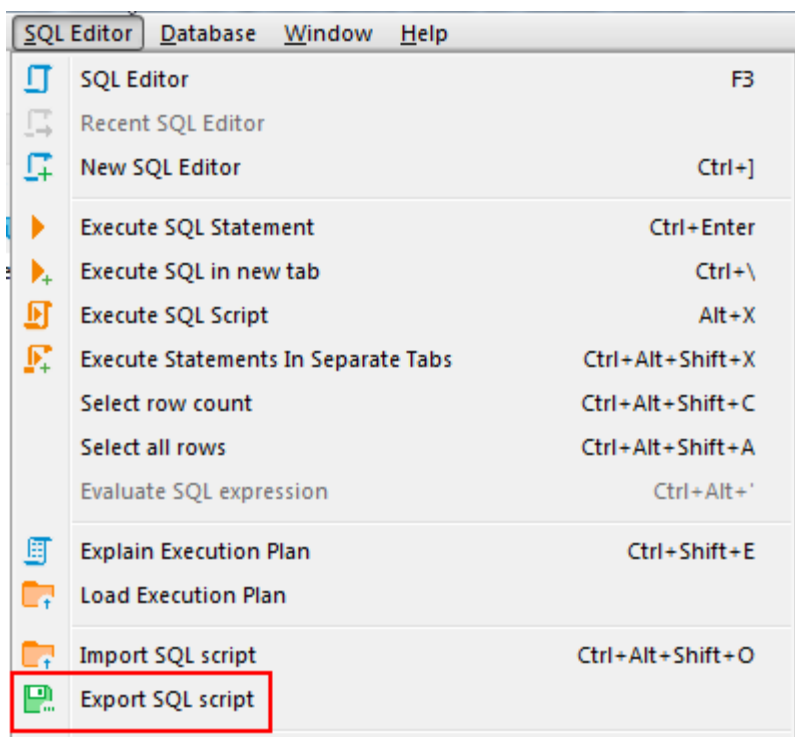 SQL Editor Database Window Help
SQL Editor F3
Recent SQL Editor
New SQL Editor Ctrl+]
Execute SQL Statement Ctrl+Enter
Execute SQL in new tab Ctrl+\
Execute SQL Script Alt+X
Execute Statements In Separate Tabs Ctrl+Alt+Shift+X
Select row count Ctrl+Alt+Shift+C
Select all rows Ctrl+Alt+Shift+A
Evaluate SQL expression Ctrl+Alt+'
Explain Execution Plan Ctrl+Shift+E
Load Execution Plan
Import SQL script Ctrl+Alt+Shift+O
Export SQL script